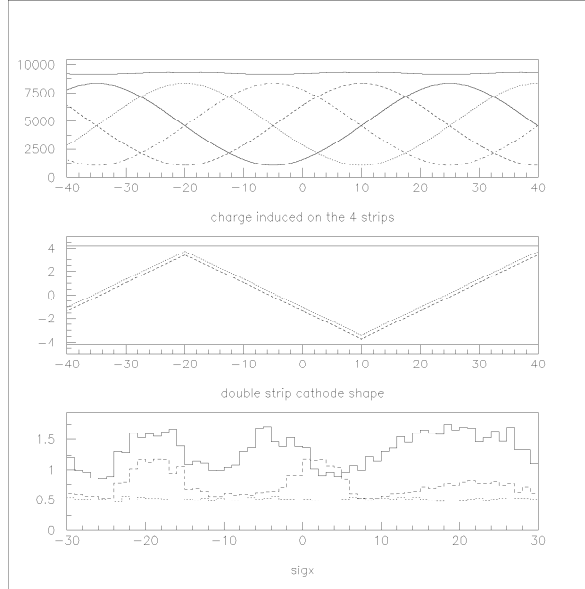 10000
7500
5000
2500
0
−40 −30 −20 −10 0 10 20 30 40
charge induced on the 4 strips
4
2
0
−2
−4
−40 −30 −20 −10 0 10 20 30 40
double strip cathode shape
1.5
1
0.5
0
−30 −20 −10 0 10 20 30
sigx